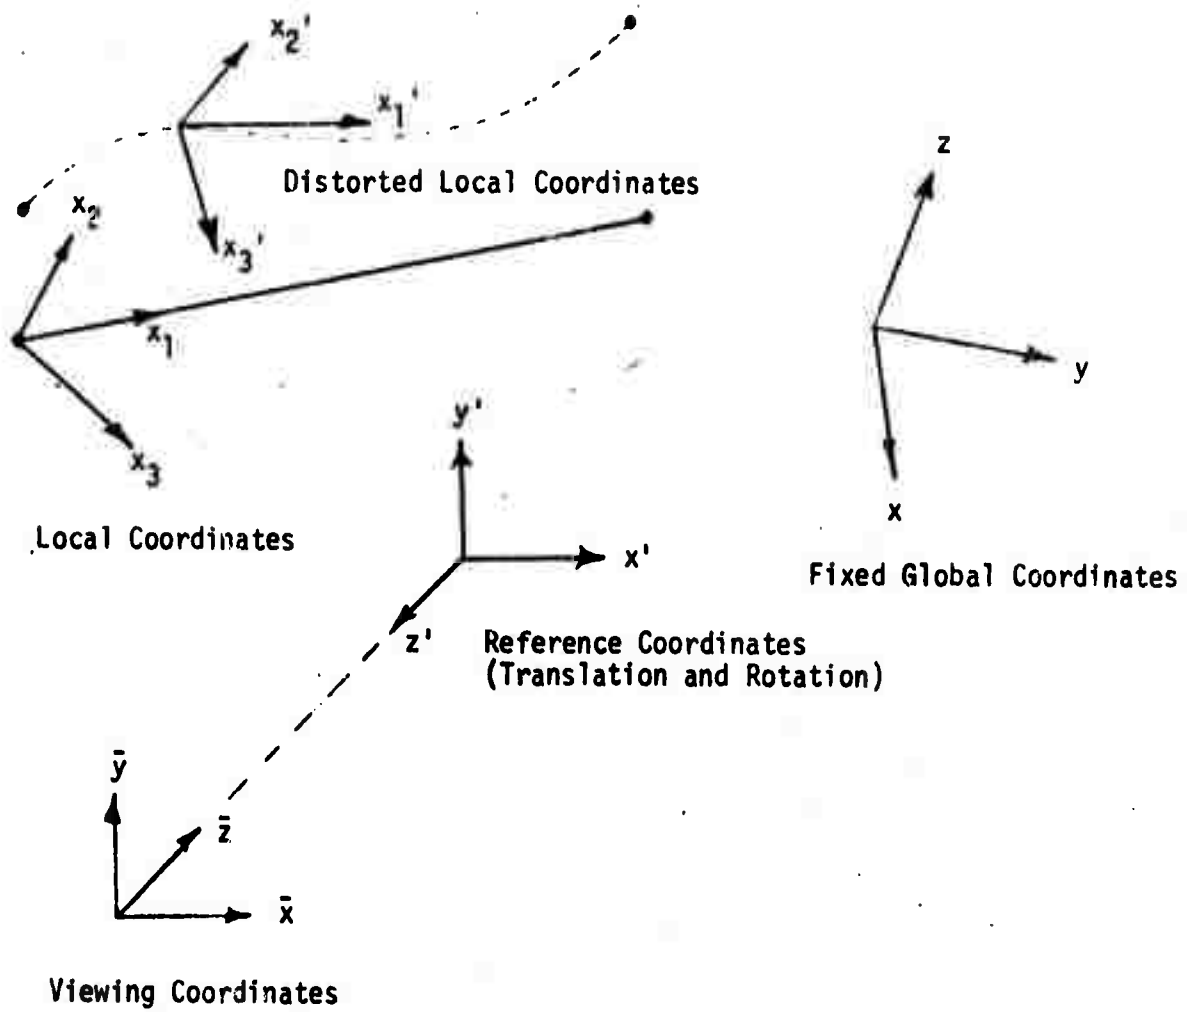 x₂'
x₁'
Distorted Local Coordinates
x₂
x₃'
x₁
x₃
Local Coordinates
z
y
x
Fixed Global Coordinates
y'
x'
z'
Reference Coordinates
(Translation and Rotation)
ȳ
z̄
x̄
Viewing Coordinates